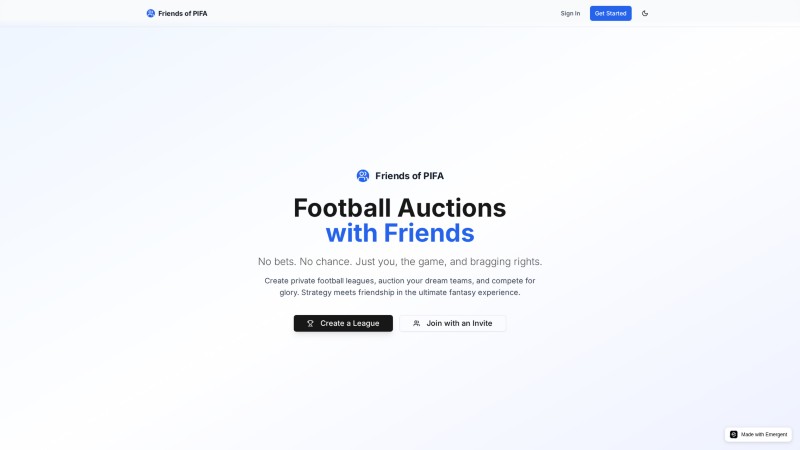 Friends of PIFA
Sign In
Get Started
Friends of PIFA
Football Auctions
with Friends
No bets. No chance. Just you, the game, and bragging rights.
Create private football leagues, auction your dream teams, and compete for
glory. Strategy meets friendship in the ultimate fantasy experience.
Create a League
Join with an Invite
Made with Emergent